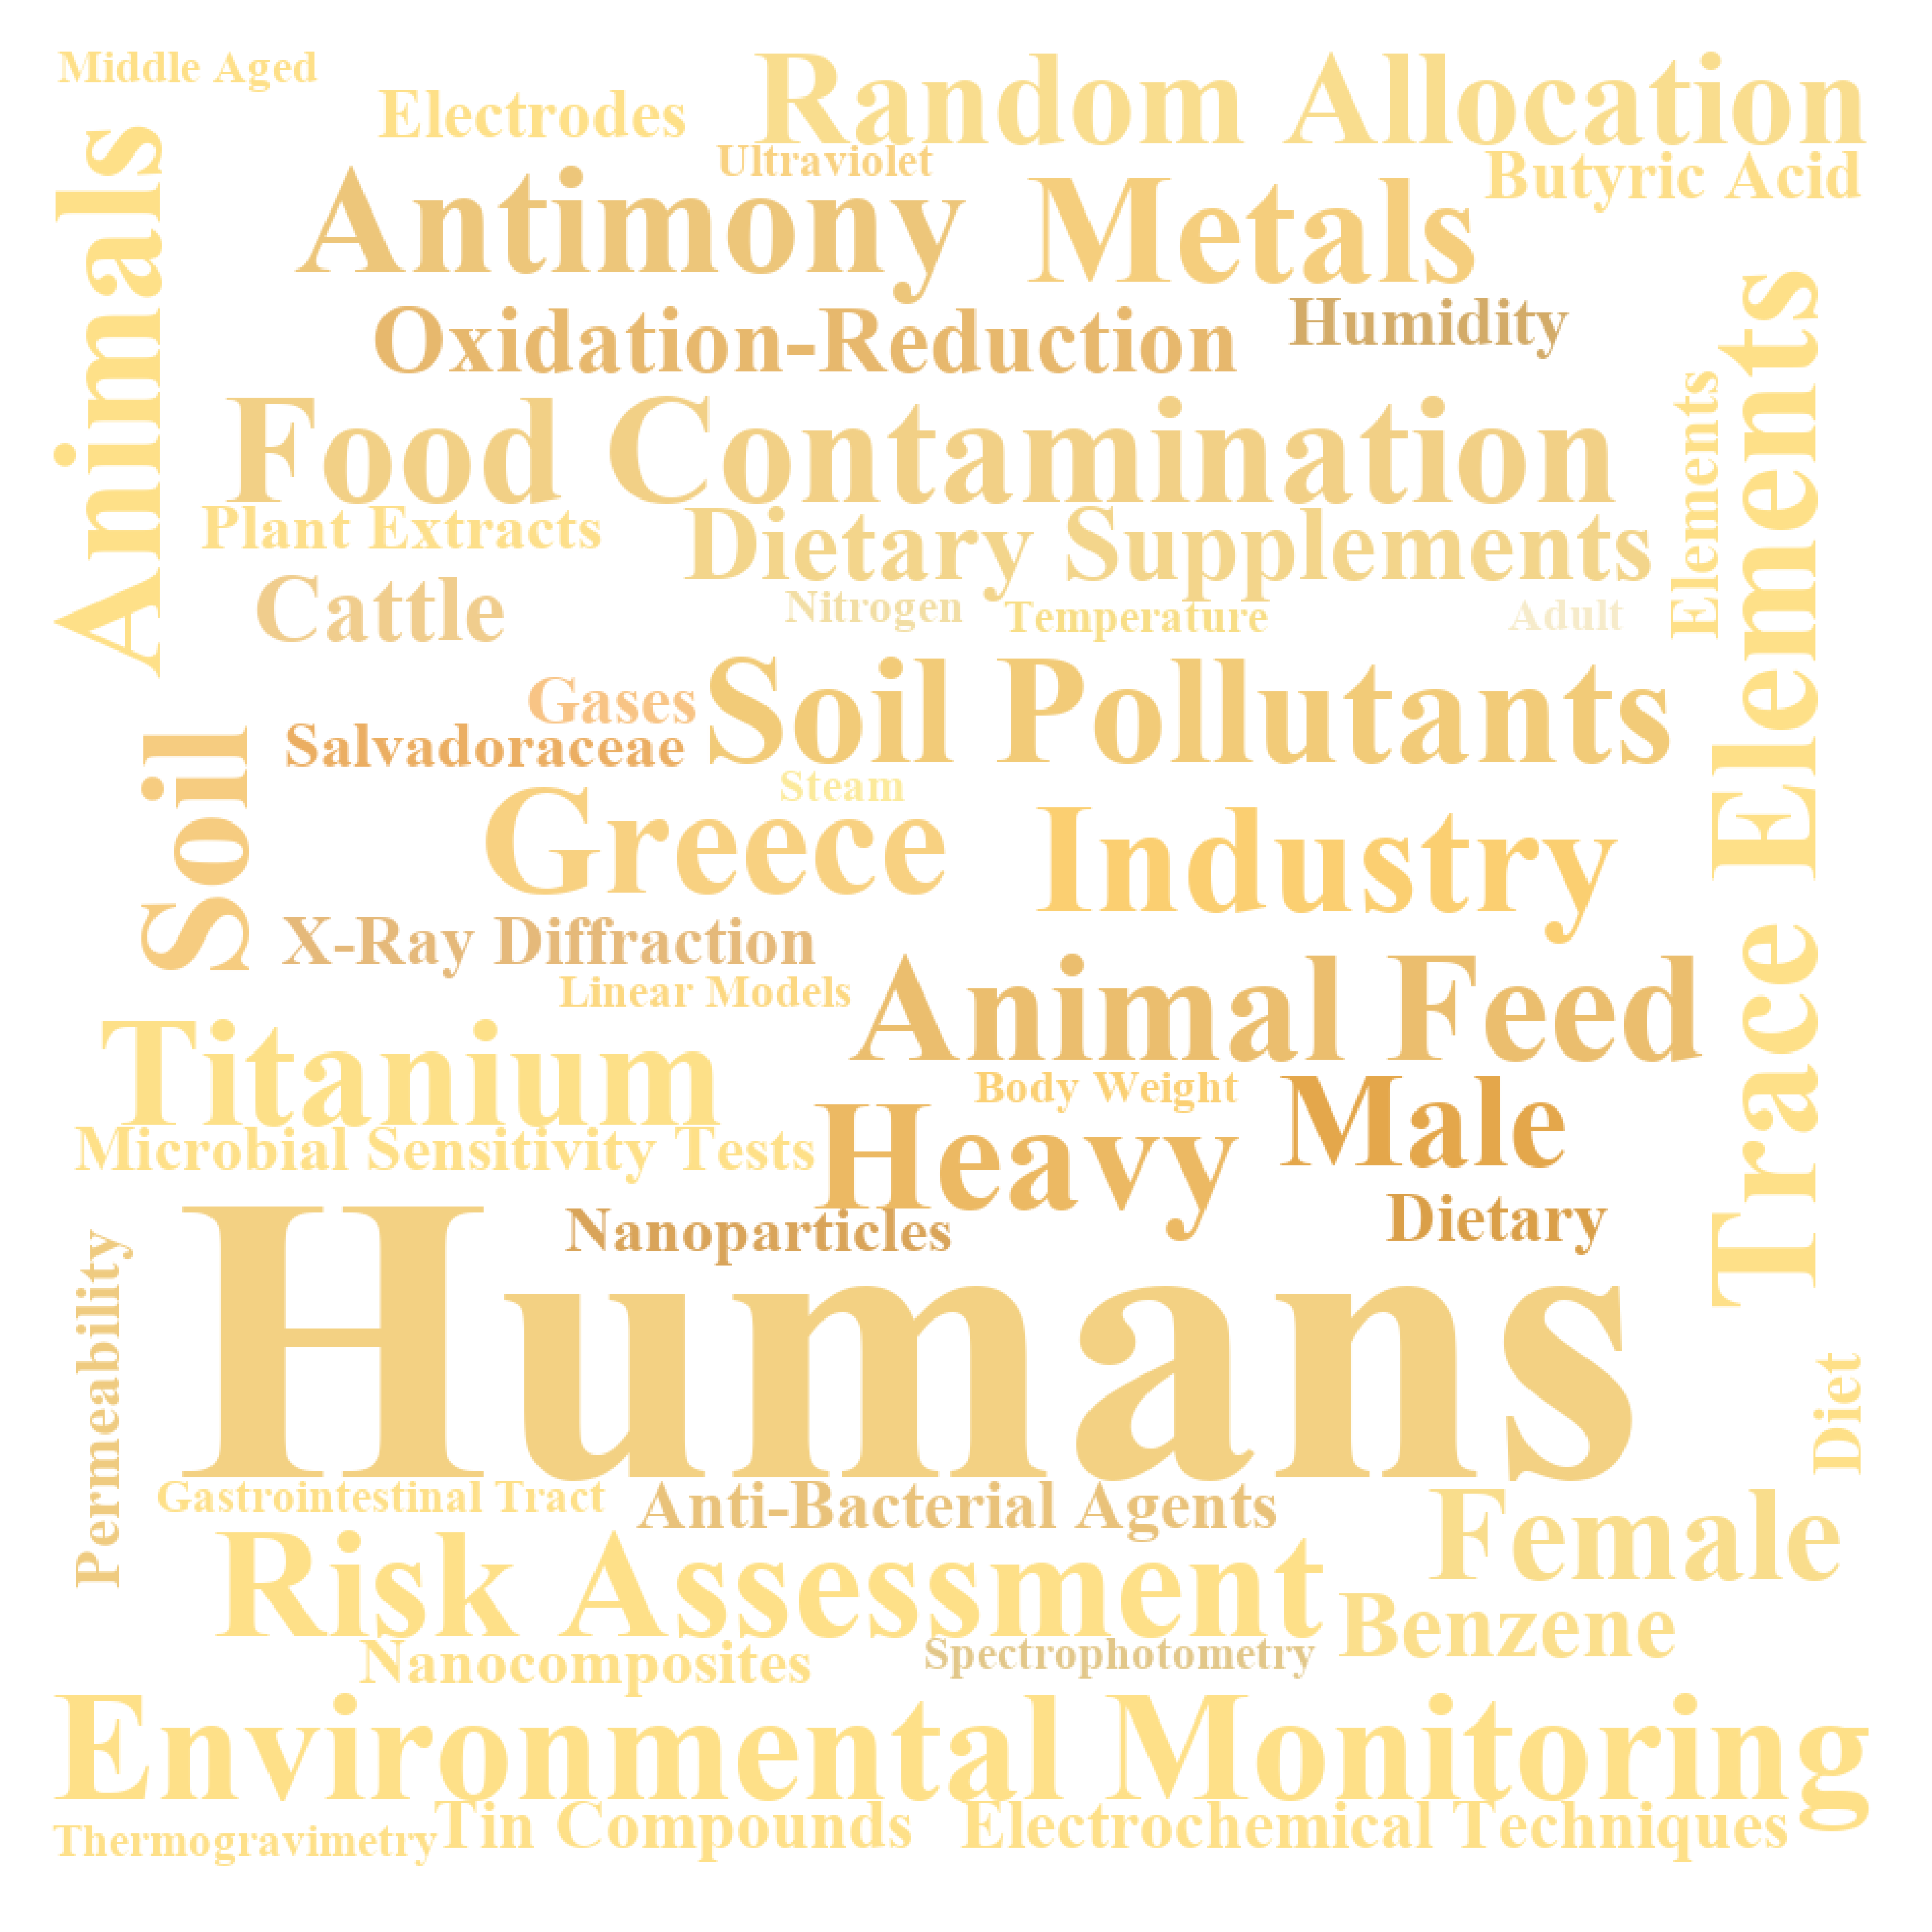 Middle Aged
Random Allocation
Electrodes
Ultraviolet
Butyric Acid
Animals
Antimony
Metals
Oxidation-Reduction
Humidity
Trace Elements
Elements
Food Contamination
Plant Extracts
Dietary Supplements
Cattle
Nitrogen
Temperature
Adult
Gases
Soil Pollutants
Salvadoraceae
Soil
Steam
Greece
Industry
X-Ray Diffraction
Linear Models
Animal Feed
Titanium
Body Weight
Male
Microbial Sensitivity Tests
Heavy
Nanoparticles
Dietary
Permeability
Humans
Diet
Gastrointestinal Tract
Anti-Bacterial Agents
Female
Risk Assessment
Benzene
Nanocomposites
Spectrophotometry
Environmental Monitoring
Thermogravimetry
Tin Compounds
Electrochemical Techniques